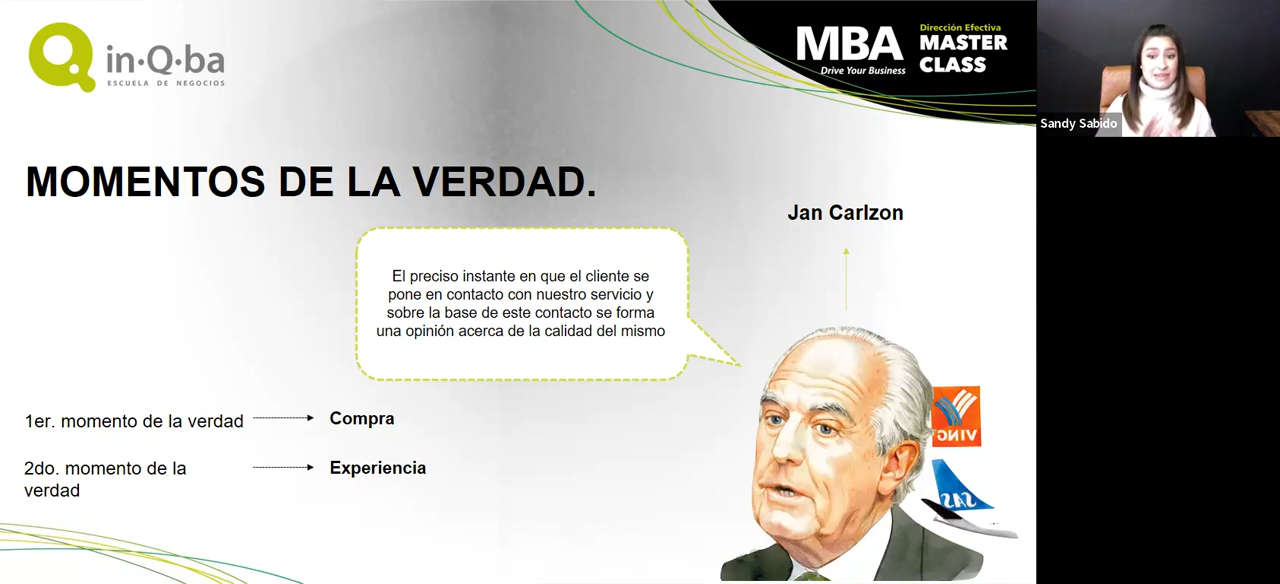 in·Q·ba
ESCUELA DE NEGOCIOS
MBA
Drive Your Business
Dirección Efectiva
MASTER
CLASS
Sandy Sabido
MOMENTOS DE LA VERDAD.
Jan Carlzon
El preciso instante en que el cliente se
pone en contacto con nuestro servicio y
sobre la base de este contacto se forma
una opinión acerca de la calidad del mismo
1er. momento de la verdad
Compra
2do. momento de la
verdad
Experiencia
VING
SAS